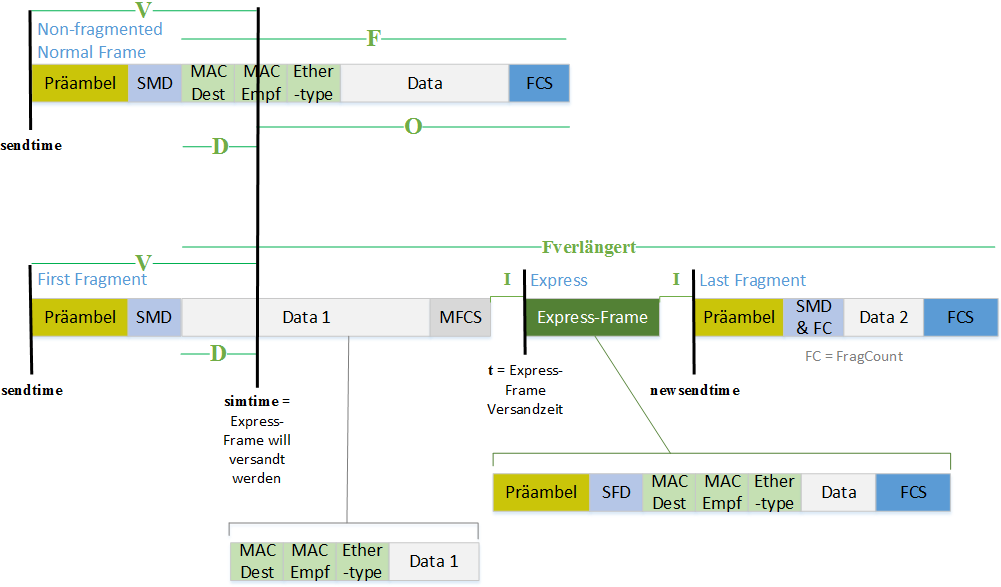 V
Non-fragmented
Normal Frame
F
Präambel SMD MAC Dest MAC Empf Ether -type Data FCS
O
sendtime
D
Fverlängert
V
First Fragment
I Express I Last Fragment
Präambel SMD Data 1 MFCS Express-Frame Präambel SMD & FC Data 2 FCS
D
FC = FragCount
sendtime
t = Express-
Frame
Versandzeit
newsendtime
simtime =
Express-
Frame will
versandt
werden
Präambel SFD MAC Dest MAC Empf Ether -type Data FCS
MAC Dest MAC Empf Ether -type Data 1